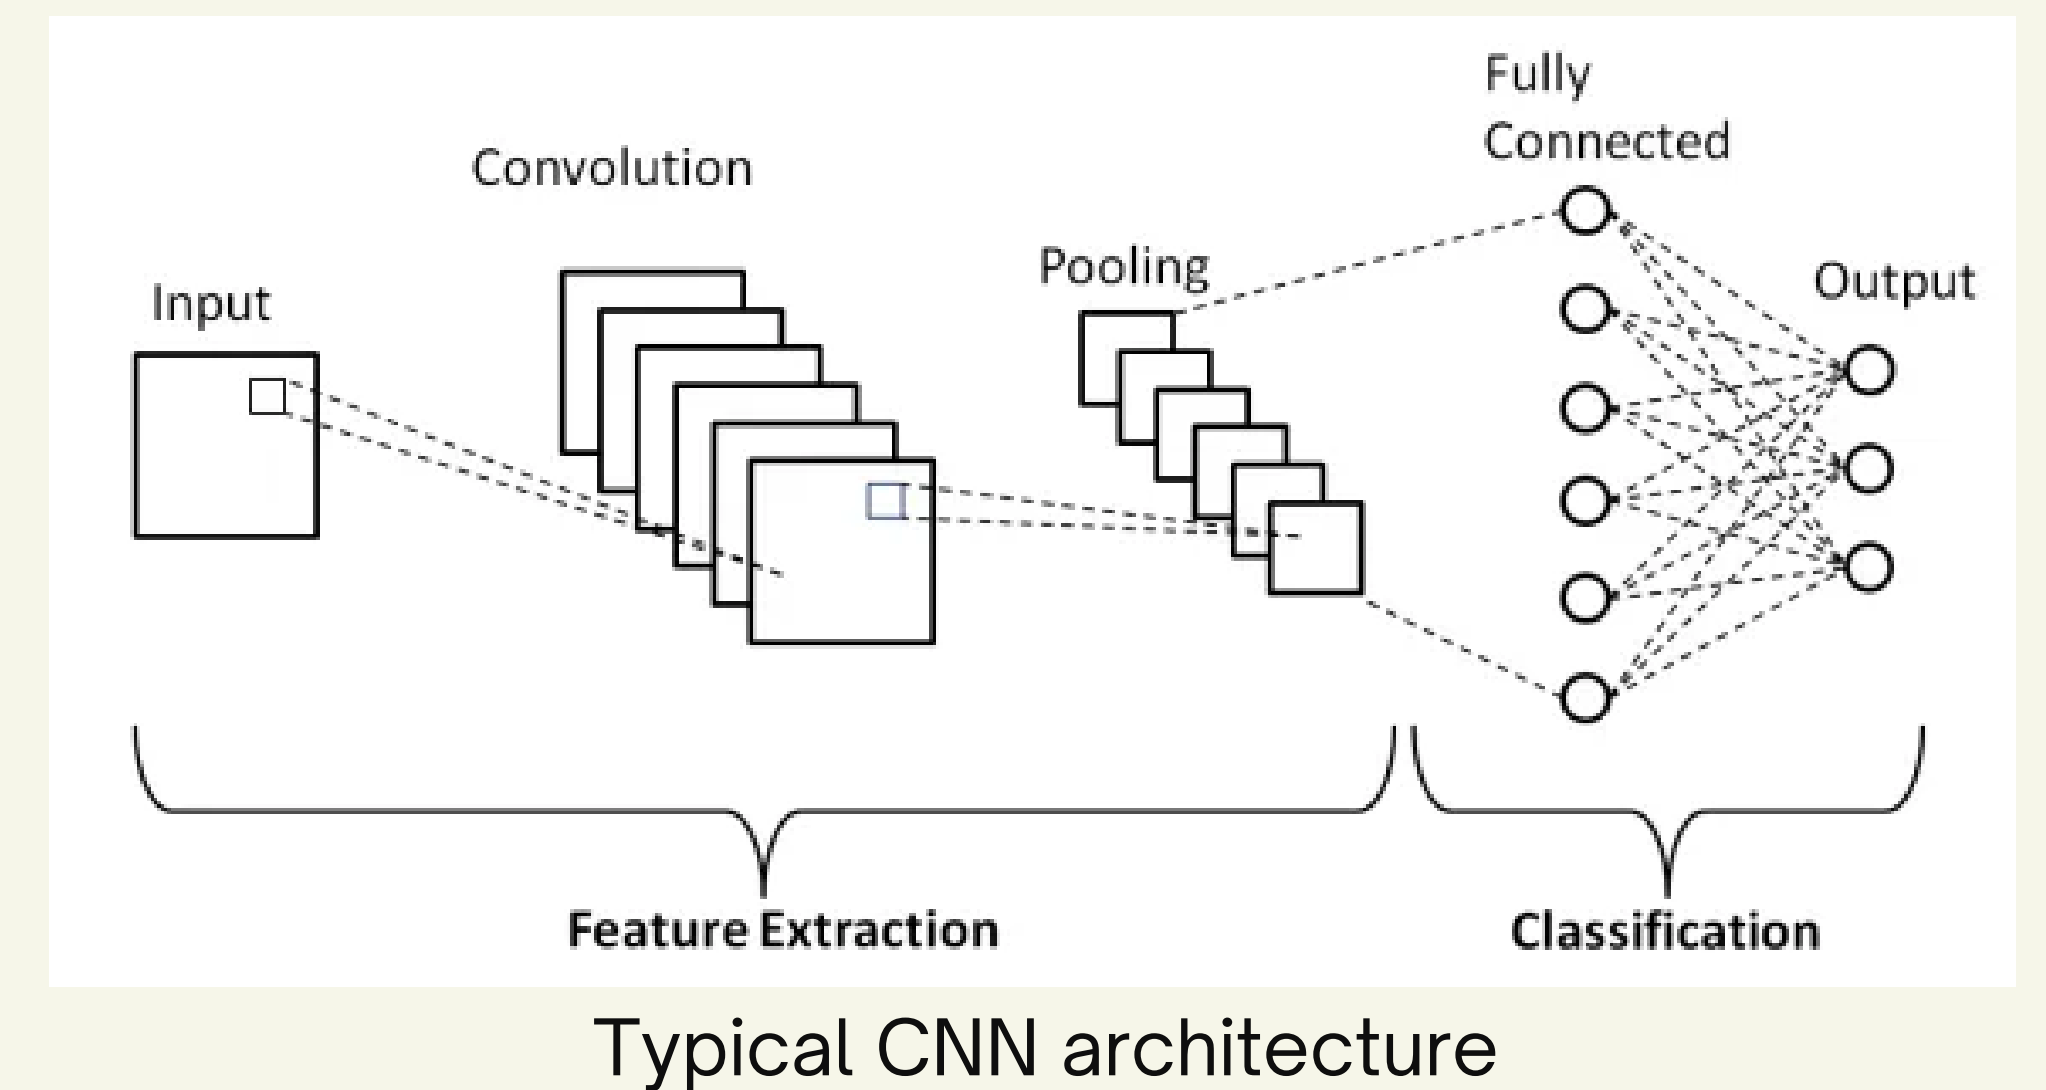 Fully
Connected
Convolution
Pooling
Output
Input
Feature Extraction
Classification
Typical CNN architecture